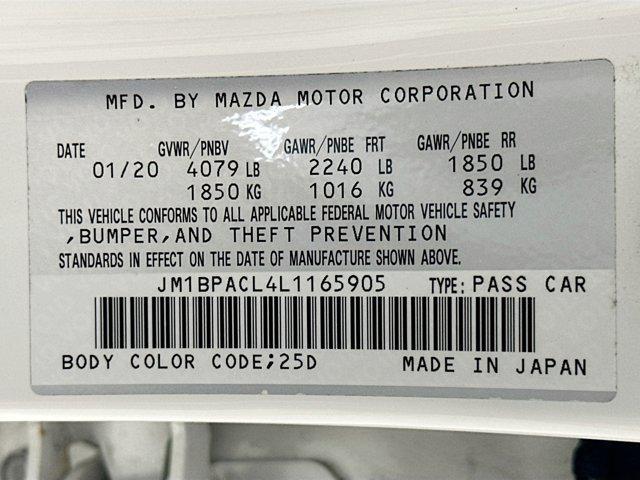 MFD. BY MAZDA MOTOR CORPORATION
DATE GVWR/PNBV GAWR/PNBE FRT GAWR/PNBE RR
01/20 4079 LB 2240 LB 1850 LB
1850 KG 1016 KG 839 KG
THIS VEHICLE CONFORMS TO ALL APPLICABLE FEDERAL MOTOR VEHICLE SAFETY
,BUMPER,AND THEFT PREVENTION
STANDARDS IN EFFECT ON THE DATE OF MANUFACTURE SHOWN ABOVE.
JM1BPACL4L1165905 TYPE: PASS CAR
BODY COLOR CODE;25D MADE IN JAPAN